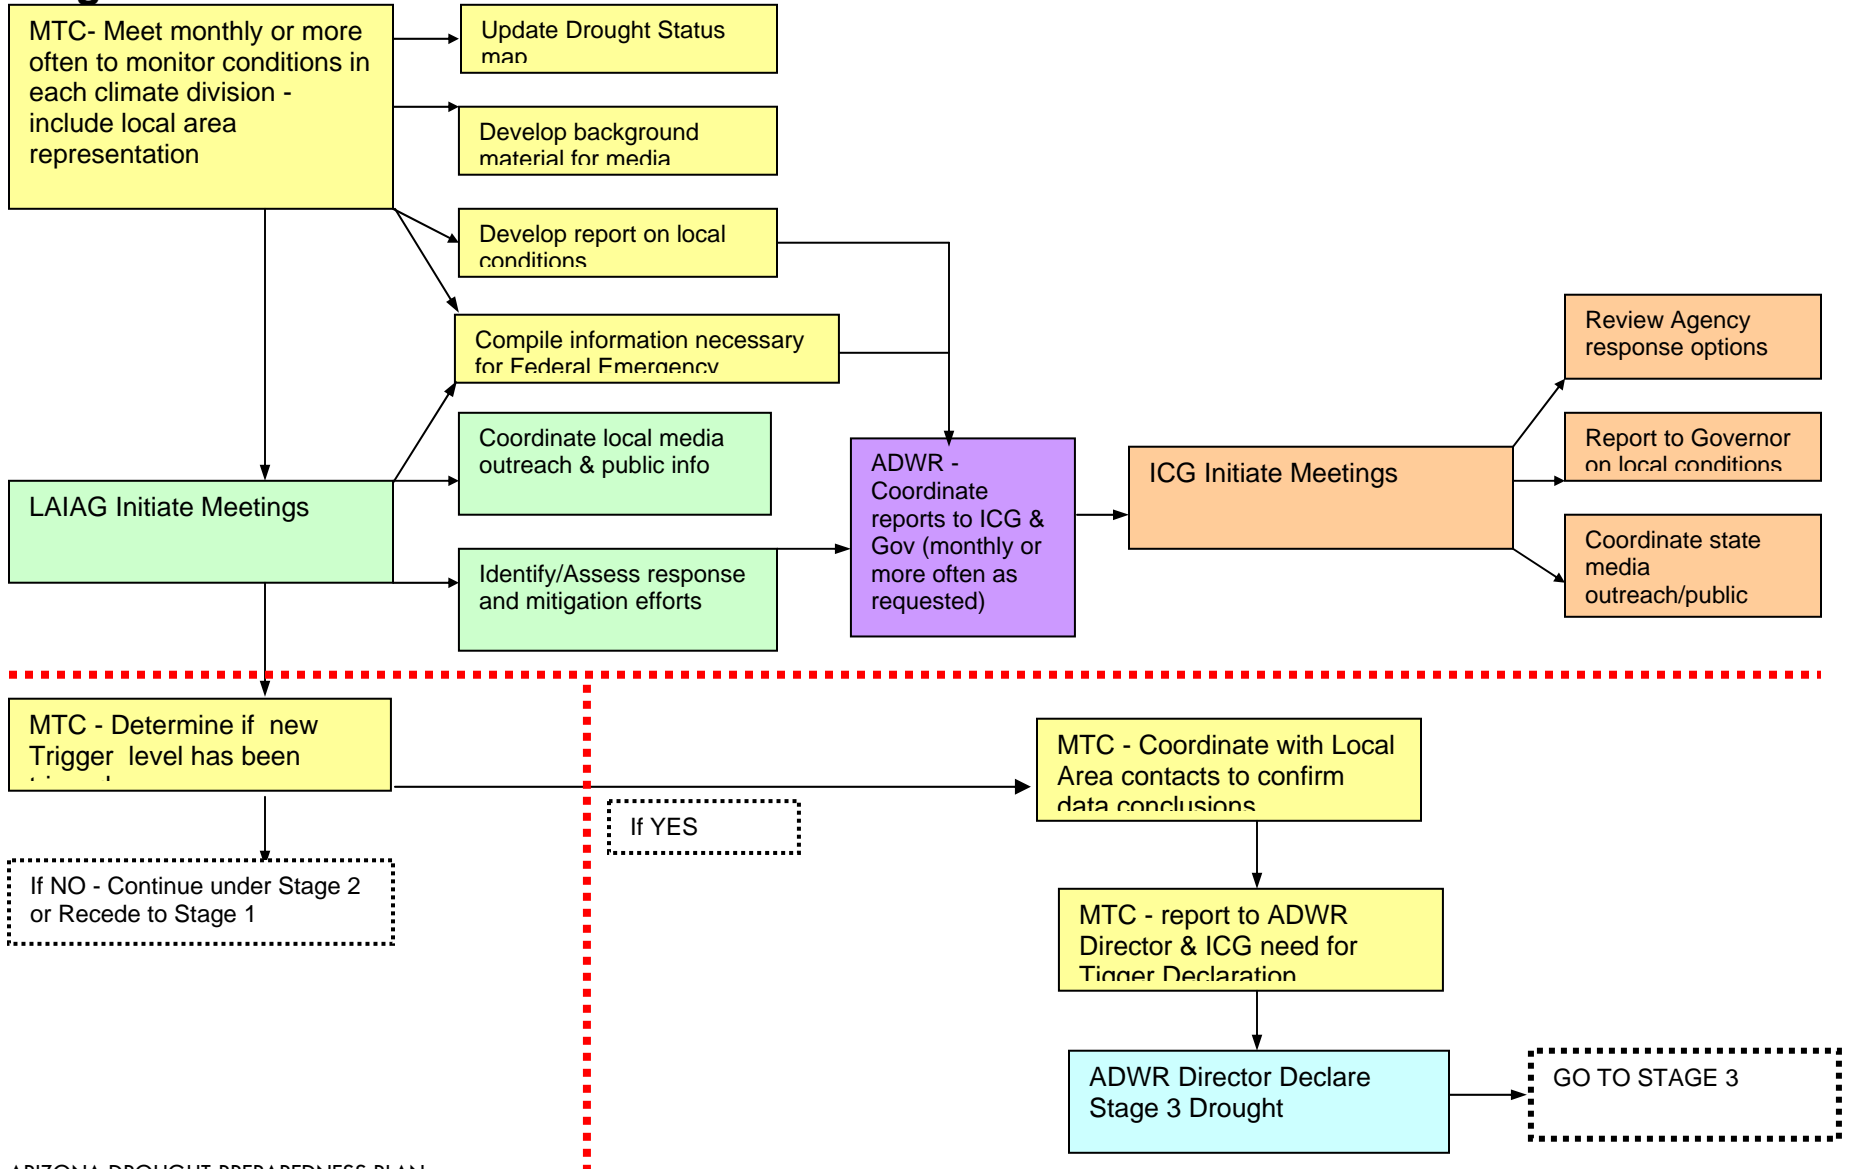 MTC- Meet monthly or more
often to monitor conditions in
each climate division -
include local area
representation
Update Drought Status
map
Develop background
material for media
Develop report on local
conditions
Compile information necessary
for Federal Emergency
Coordinate local media
outreach & public info
LAIAG Initiate Meetings
Identify/Assess response
and mitigation efforts
ADWR -
Coordinate
reports to ICG &
Gov (monthly or
more often as
requested)
ICG Initiate Meetings
Review Agency
response options
Report to Governor
on local conditions
Coordinate state
media
outreach/public
MTC - Determine if  new
Trigger  level has been
If NO - Continue under Stage 2
or Recede to Stage 1
If YES
MTC - Coordinate with Local
Area contacts to confirm
data conclusions
MTC - report to ADWR
Director & ICG need for
Tigger Declaration
ADWR Director Declare
Stage 3 Drought
GO TO STAGE 3
ARIZONA DROUGHT PREPAREDNESS PLAN